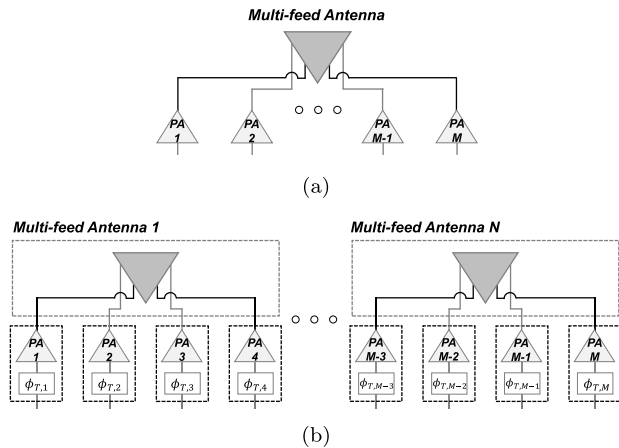 Multi-feed Antenna
PA 1 PA 2 PA M-1 PA M
(a)
Multi-feed Antenna 1 Multi-feed Antenna N
PA 1 PA 2 PA 3 PA 4 PA M-3 PA M-2 PA M-1 PA M
ϕT,1 ϕT,2 ϕT,3 ϕT,4 ϕT,M−3 ϕT,M−2 ϕT,M−1 ϕT,M
(b)